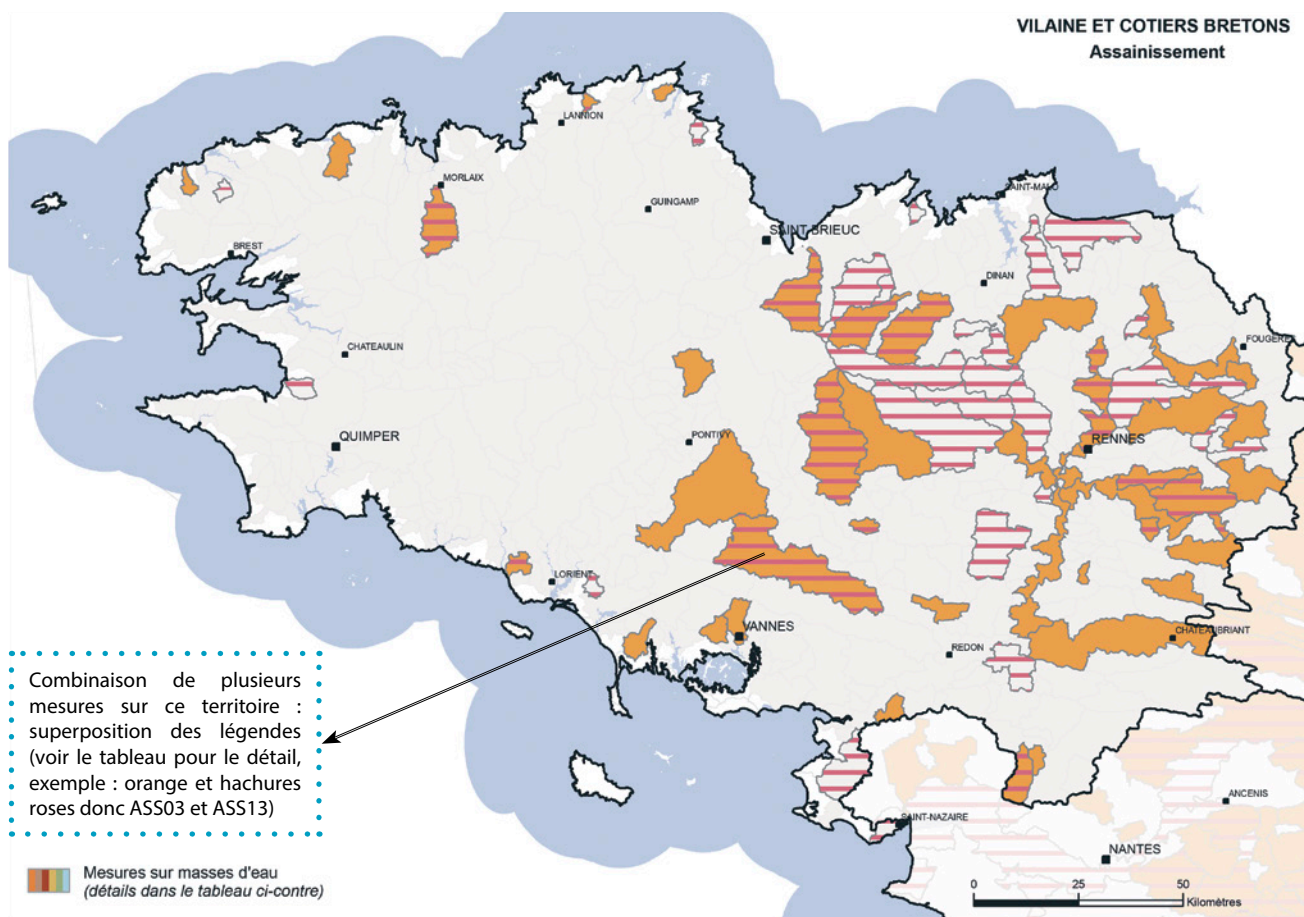 VILAINE ET COTIERS BRETONS
Assainissement
LANNION
MORLAIX
GUINGAMP
SAINT-MALO
SAINT BRIEUC
BREST
DINAN
CHATEAULIN
FOUGERE
QUIMPER
PONTIVY
RENNES
LORIENT
VANNES
CHATEAUBRIANT
REDON
Combinaison de plusieurs
mesures sur ce territoire :
superposition des légendes
(voir le tableau pour le détail,
exemple : orange et hachures
roses donc ASS03 et ASS13)
ANCENIS
SAINT-NAZAIRE
NANTES
Mesures sur masses d'eau
(détails dans le tableau ci-contre)
0 25 50
Kilomètres